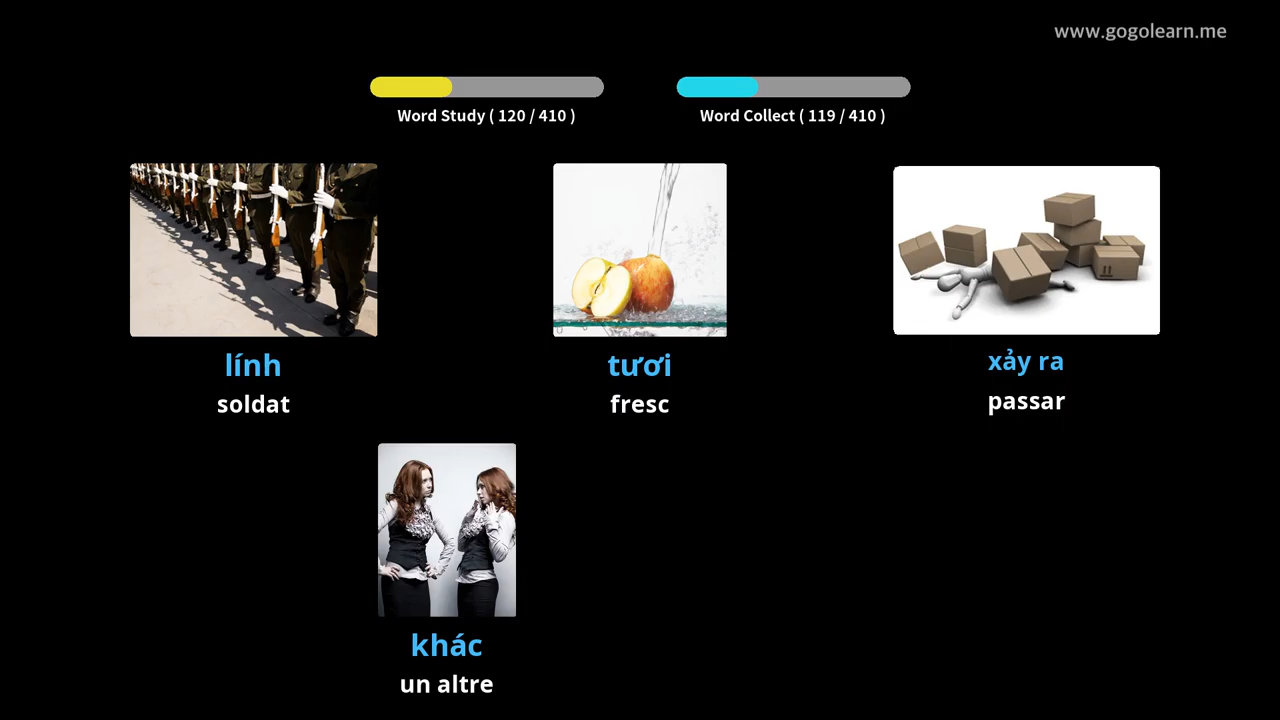 www.gogolearn.me
Word Study ( 120 / 410 )
Word Collect ( 119 / 410 )
lính
soldat
tươi
fresc
xảy ra
passar
khác
un altre